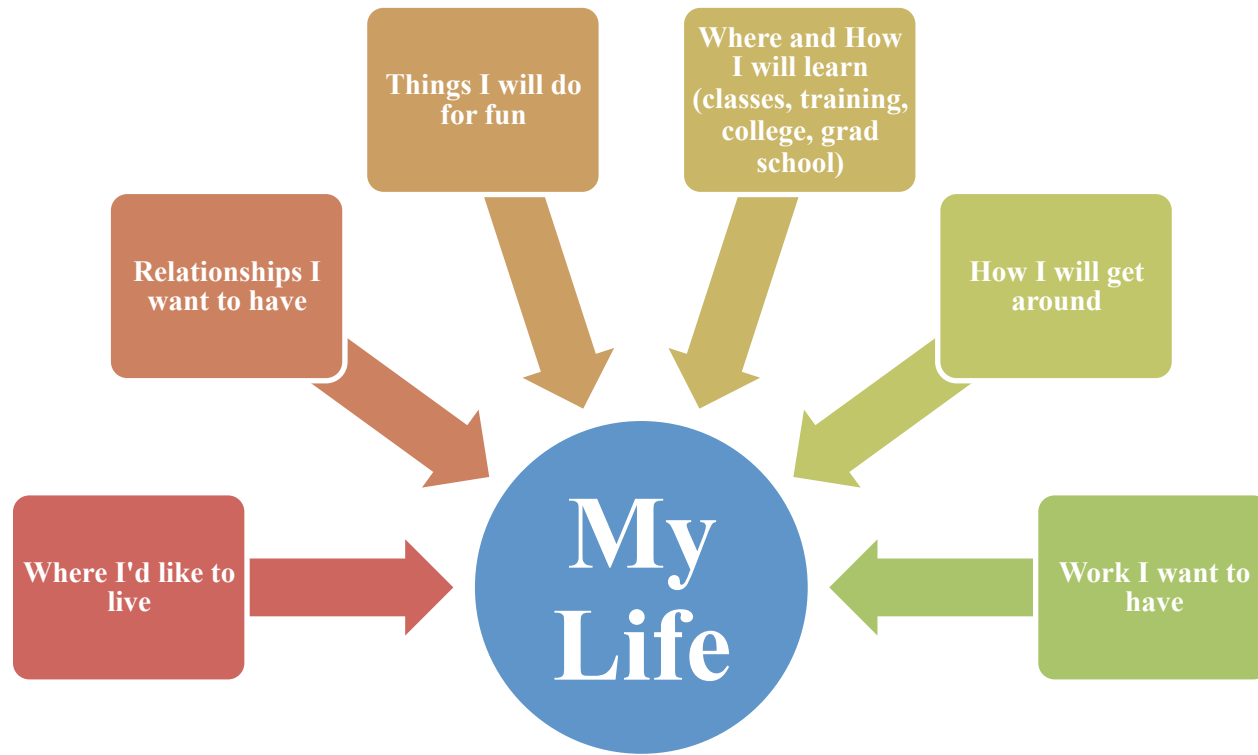 Things I will do
for fun
Where and How
I will learn
(classes, training,
college, grad
school)
Relationships I
want to have
How I will get
around
Where I'd like to
live
My
Life
Work I want to
have